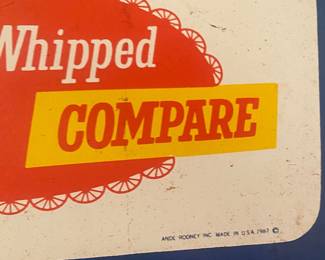 Whipped
COMPARE
ANDE ROONEY INC. MADE IN U.S.A. 1987 ©